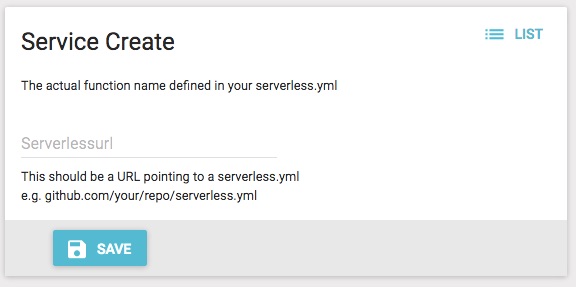 Service Create
LIST
The actual function name defined in your serverless.yml
Serverlessurl
This should be a URL pointing to a serverless.yml
e.g. github.com/your/repo/serverless.yml
SAVE